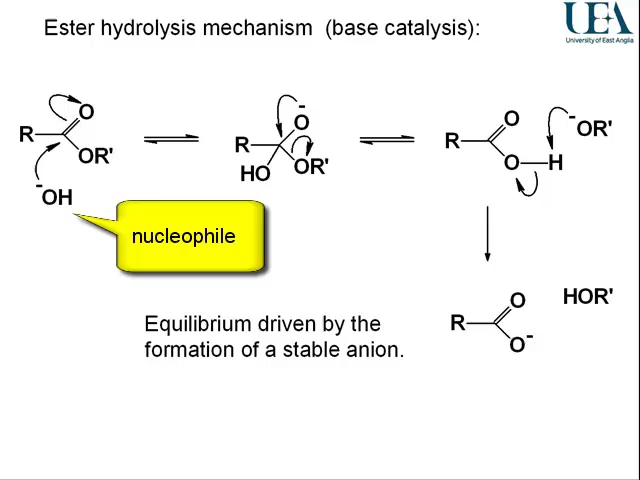 Ester hydrolysis mechanism (base catalysis):
UEA
University of East Anglia
O
R
OR'
-OH
-
O
R
HO
OR'
O
R
O
H
-OR'
nucleophile
Equilibrium driven by the
formation of a stable anion.
O
R
O-
HOR'